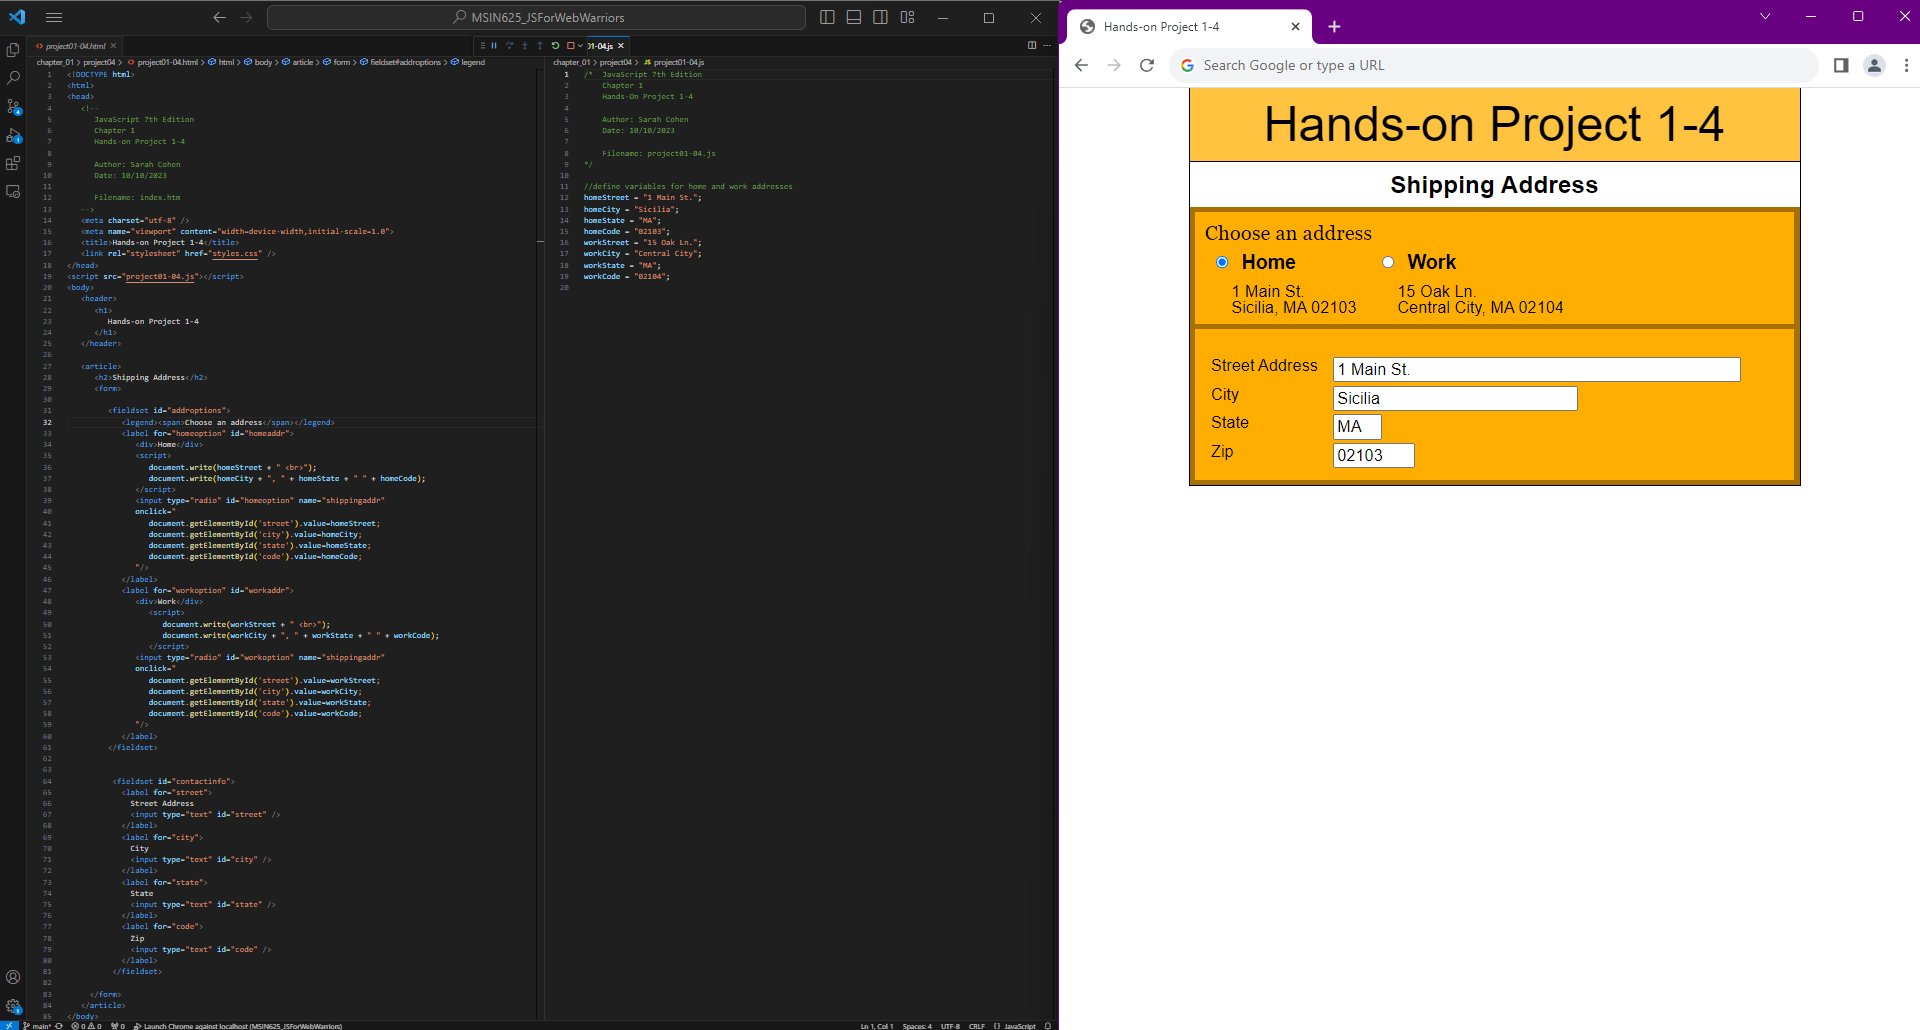 MSIN625_JSForWebWarriors
project01-04.html
chapter_01 > project04 > project01-04.html > html > body > article > form > fieldset#addroptions > legend
1 <!DOCTYPE html>
2 <html>
3 <head>
4 <!--
5 JavaScript 7th Edition
6 Chapter 1
7 Hands-on Project 1-4
8
9 Author: Sarah Cohen
10 Date: 10/10/2023
11
12 Filename: index.htm
13 -->
14 <meta charset="utf-8" />
15 <meta name="viewport" content="width=device-width,initial-scale=1.0">
16 <title>Hands-on Project 1-4</title>
17 <link rel="stylesheet" href="styles.css" />
18 </head>
19 <script src="project01-04.js"></script>
20 <body>
21 <header>
22 <h1>
23 Hands-on Project 1-4
24 </h1>
25 </header>
26
27 <article>
28 <h2>Shipping Address</h2>
29 <form>
30
31 <fieldset id="addroptions">
32 <legend><span>Choose an address</span></legend>
33 <label for="homeoption" id="homeaddr">
34 <div>Home</div>
35 <script>
36 document.write(homeStreet + " <br>");
37 document.write(homeCity + ", " + homeState + " " + homeCode);
38 </script>
39 <input type="radio" id="homeoption" name="shippingaddr"
40 onclick="
41 document.getElementById('street').value=homeStreet;
42 document.getElementById('city').value=homeCity;
43 document.getElementById('state').value=homeState;
44 document.getElementById('code').value=homeCode;
45 "/>
46 </label>
47 <label for="workoption" id="workaddr">
48 <div>Work</div>
49 <script>
50 document.write(workStreet + " <br>");
51 document.write(workCity + ", " + workState + " " + workCode);
52 </script>
53 <input type="radio" id="workoption" name="shippingaddr"
54 onclick="
55 document.getElementById('street').value=workStreet;
56 document.getElementById('city').value=workCity;
57 document.getElementById('state').value=workState;
58 document.getElementById('code').value=workCode;
59 "/>
60 </label>
61 </fieldset>
62
63
64 <fieldset id="contactinfo">
65 <label for="street">
66 Street Address
67 <input type="text" id="street" />
68 </label>
69 <label for="city">
70 City
71 <input type="text" id="city" />
72 </label>
73 <label for="state">
74 State
75 <input type="text" id="state" />
76 </label>
77 <label for="code">
78 Zip
79 <input type="text" id="code" />
80 </label>
81 </fieldset>
82
83 </form>
84 </article>
85 </body>
01-04.js
chapter_01 > project04 > JS project01-04.js
1 /* JavaScript 7th Edition
2 Chapter 1
3 Hands-On Project 1-4
4
5 Author: Sarah Cohen
6 Date: 10/10/2023
7
8 Filename: project01-04.js
9 */
10
11 //define variables for home and work addresses
12 homeStreet = "1 Main St.";
13 homeCity = "Sicilia";
14 homeState = "MA";
15 homeCode = "02103";
16 workStreet = "15 Oak Ln.";
17 workCity = "Central City";
18 workState = "MA";
19 workCode = "02104";
20
main* 0 0 0 Launch Chrome against localhost (MSIN625_JSForWebWarriors)
Ln 1, Col 1 Spaces: 4 UTF-8 CRLF {} JavaScript
Hands-on Project 1-4
Search Google or type a URL
Hands-on Project 1-4
Shipping Address
Choose an address
Home Work
1 Main St. 15 Oak Ln.
Sicilia, MA 02103 Central City, MA 02104
Street Address 1 Main St.
City Sicilia
State MA
Zip 02103